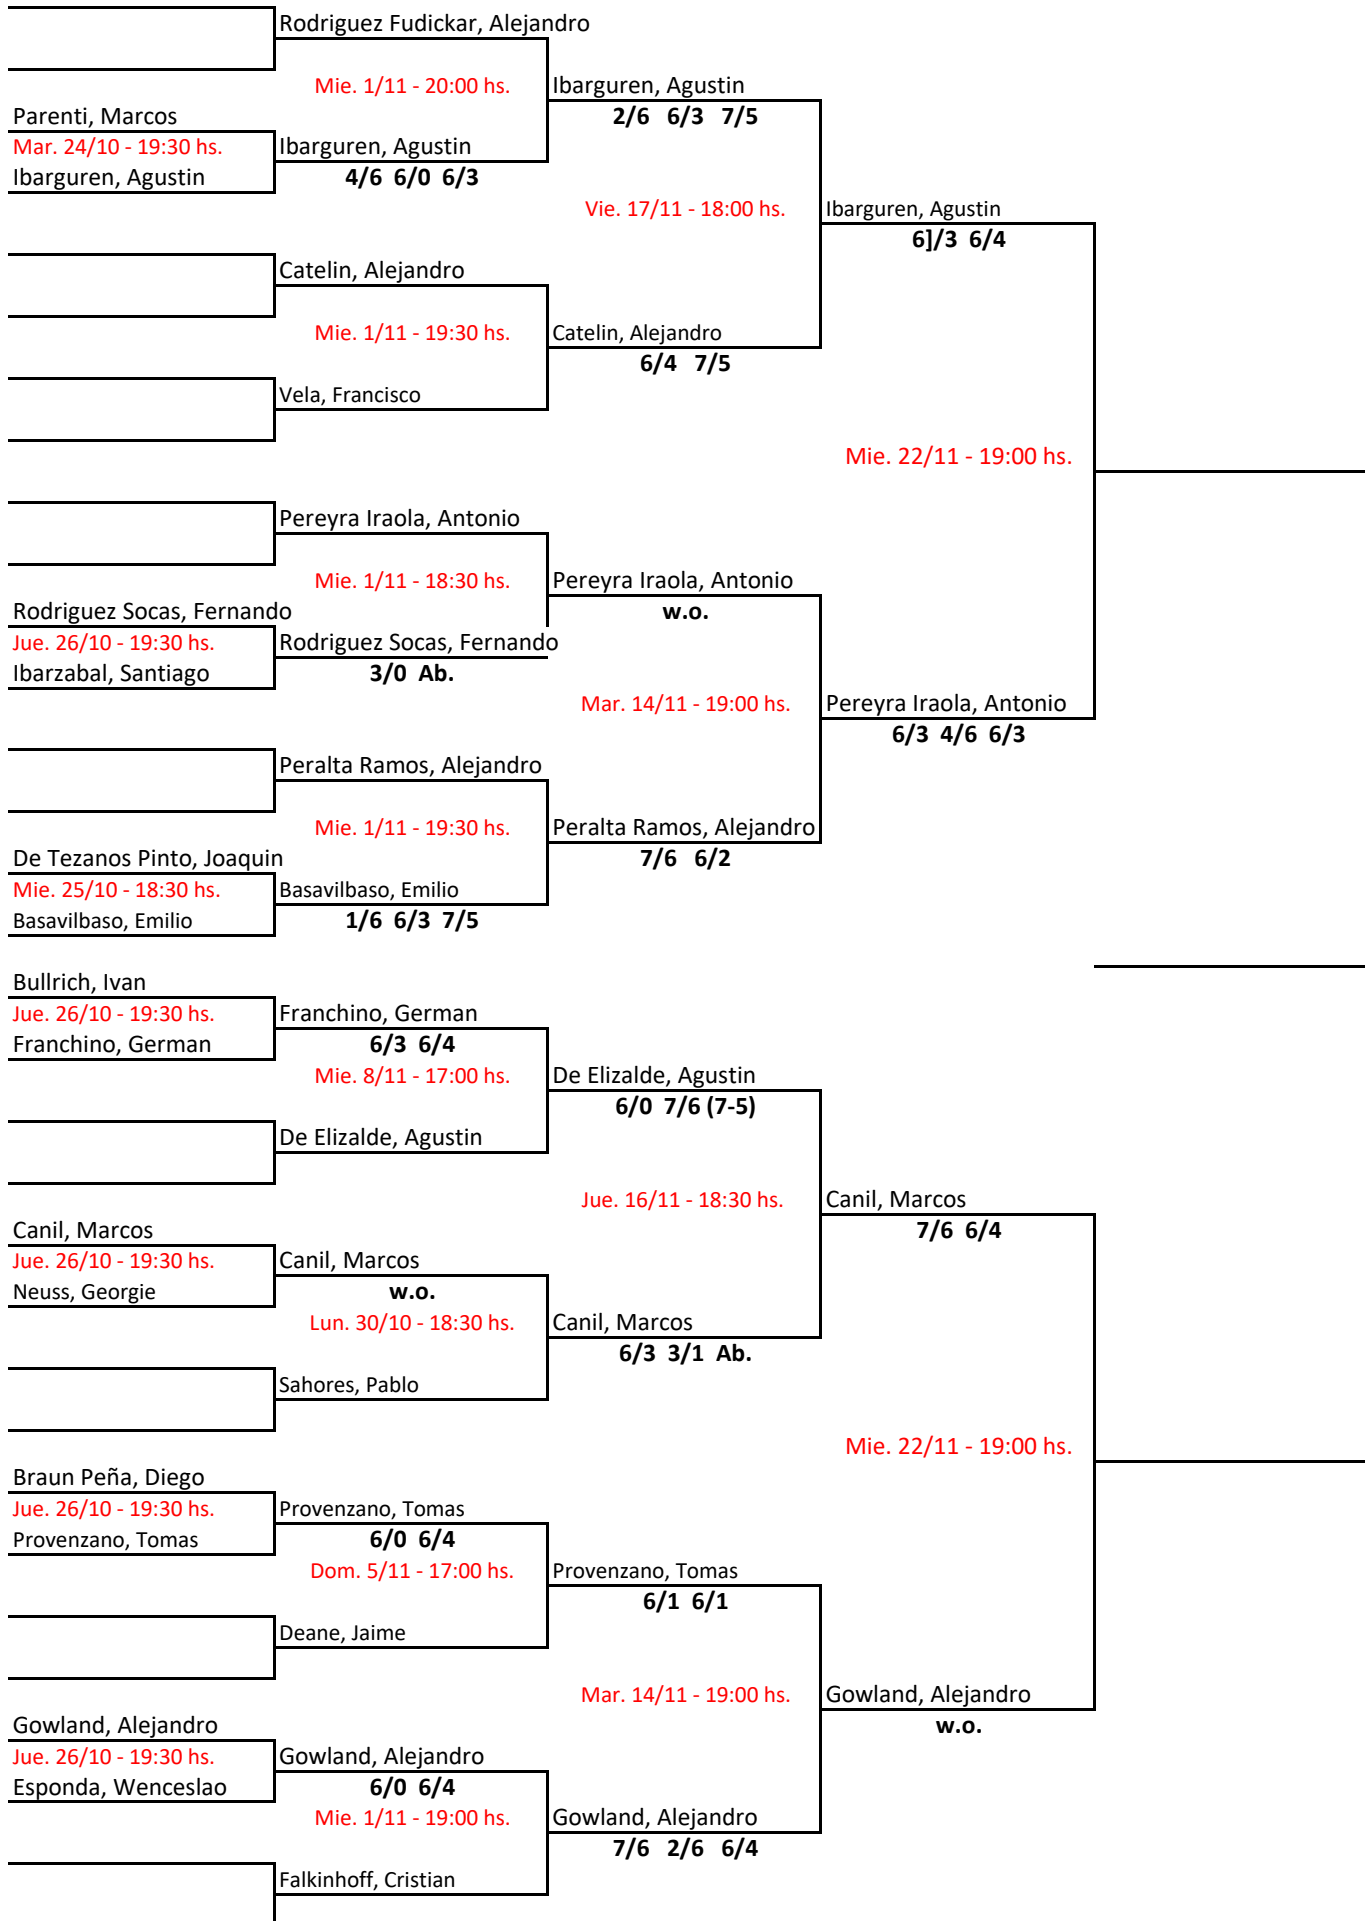 Rodriguez Fudickar, Alejandro
Mie. 1/11 - 20:00 hs.
Ibarguren, Agustin
2/6 6/3 7/5
Parenti, Marcos
Mar. 24/10 - 19:30 hs.
Ibarguren, Agustin
Ibarguren, Agustin
4/6 6/0 6/3
Vie. 17/11 - 18:00 hs.
Ibarguren, Agustin
6]/3 6/4
Catelin, Alejandro
Mie. 1/11 - 19:30 hs.
Catelin, Alejandro
6/4 7/5
Vela, Francisco
Mie. 22/11 - 19:00 hs.
Pereyra Iraola, Antonio
Mie. 1/11 - 18:30 hs.
Pereyra Iraola, Antonio
w.o.
Rodriguez Socas, Fernando
Jue. 26/10 - 19:30 hs.
Ibarzabal, Santiago
Rodriguez Socas, Fernando
3/0 Ab.
Mar. 14/11 - 19:00 hs.
Pereyra Iraola, Antonio
6/3 4/6 6/3
Peralta Ramos, Alejandro
Mie. 1/11 - 19:30 hs.
Peralta Ramos, Alejandro
7/6 6/2
De Tezanos Pinto, Joaquin
Mie. 25/10 - 18:30 hs.
Basavilbaso, Emilio
Basavilbaso, Emilio
1/6 6/3 7/5
Bullrich, Ivan
Jue. 26/10 - 19:30 hs.
Franchino, German
Franchino, German
6/3 6/4
Mie. 8/11 - 17:00 hs.
De Elizalde, Agustin
6/0 7/6 (7-5)
De Elizalde, Agustin
Jue. 16/11 - 18:30 hs.
Canil, Marcos
7/6 6/4
Canil, Marcos
Jue. 26/10 - 19:30 hs.
Neuss, Georgie
Canil, Marcos
w.o.
Lun. 30/10 - 18:30 hs.
Canil, Marcos
6/3 3/1 Ab.
Sahores, Pablo
Mie. 22/11 - 19:00 hs.
Braun Peña, Diego
Jue. 26/10 - 19:30 hs.
Provenzano, Tomas
Provenzano, Tomas
6/0 6/4
Dom. 5/11 - 17:00 hs.
Provenzano, Tomas
6/1 6/1
Deane, Jaime
Mar. 14/11 - 19:00 hs.
Gowland, Alejandro
w.o.
Gowland, Alejandro
Jue. 26/10 - 19:30 hs.
Esponda, Wenceslao
Gowland, Alejandro
6/0 6/4
Mie. 1/11 - 19:00 hs.
Gowland, Alejandro
7/6 2/6 6/4
Falkinhoff, Cristian